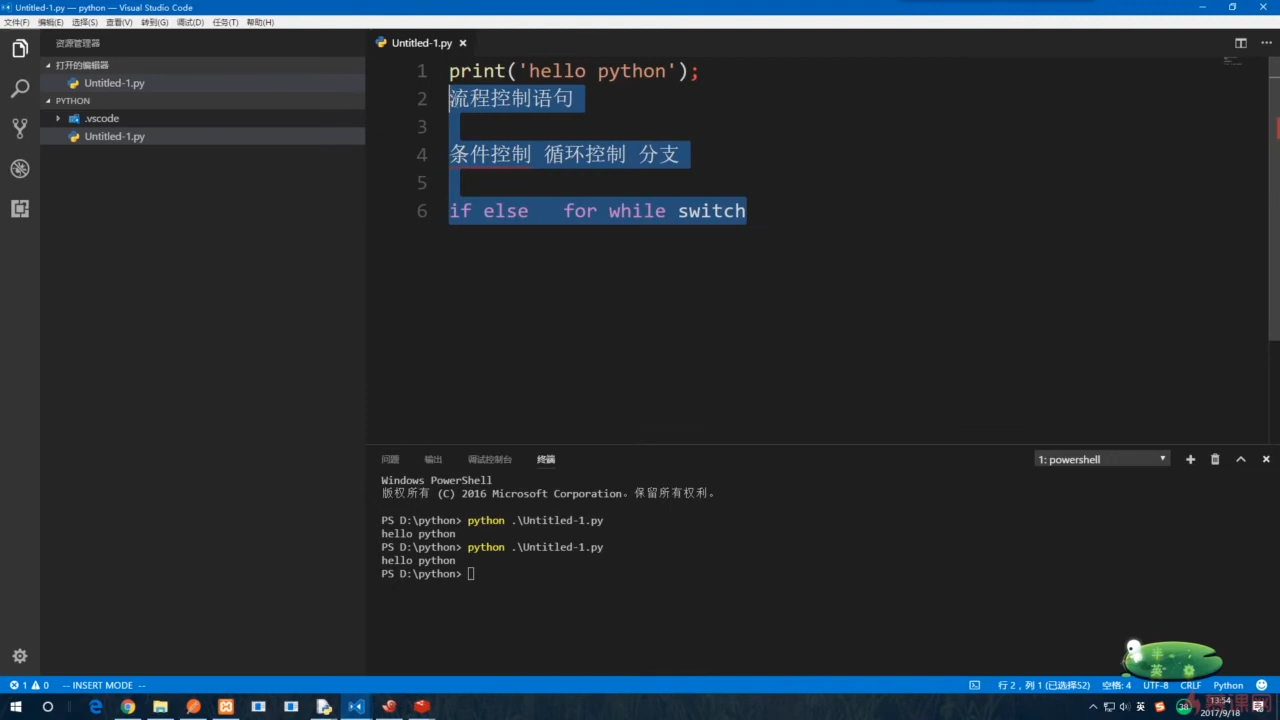 Untitled-1.py — python — Visual Studio Code
文件(F) 编辑(E) 选择(S) 查看(V) 转到(G) 调试(D) 任务(T) 帮助(H)
资源管理器
打开的编辑器
Untitled-1.py
PYTHON
.vscode
Untitled-1.py
Untitled-1.py
1 print('hello python');
2 流程控制语句
3
4 条件控制 循环控制 分支
5
6 if else for while switch
问题 输出 调试控制台 终端
1: powershell
Windows PowerShell
版权所有 (C) 2016 Microsoft Corporation。保留所有权利。
PS D:\python> python .\Untitled-1.py
hello python
PS D:\python> python .\Untitled-1.py
hello python
PS D:\python>
半
英
1 0 -- INSERT MODE --
行 2，列 1 (已选择52) 空格: 4 UTF-8 CRLF Python
英
38
13:54
2017/9/18